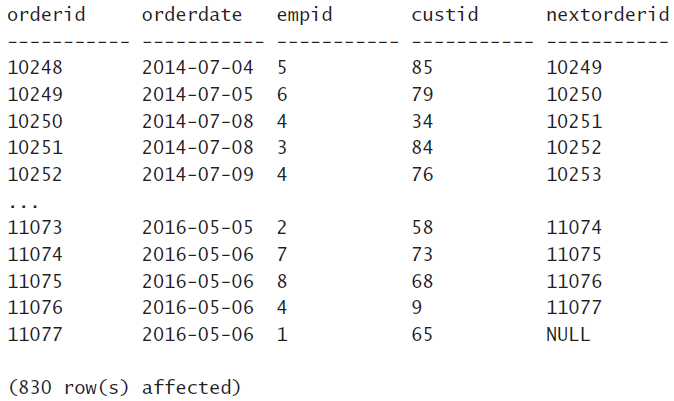 orderid     orderdate   empid       custid      nextorderid
----------- ----------- ----------- ----------- -----------
10248       2014-07-04  5           85          10249
10249       2014-07-05  6           79          10250
10250       2014-07-08  4           34          10251
10251       2014-07-08  3           84          10252
10252       2014-07-09  4           76          10253
...
11073       2016-05-05  2           58          11074
11074       2016-05-06  7           73          11075
11075       2016-05-06  8           68          11076
11076       2016-05-06  4           9           11077
11077       2016-05-06  1           65          NULL

(830 row(s) affected)